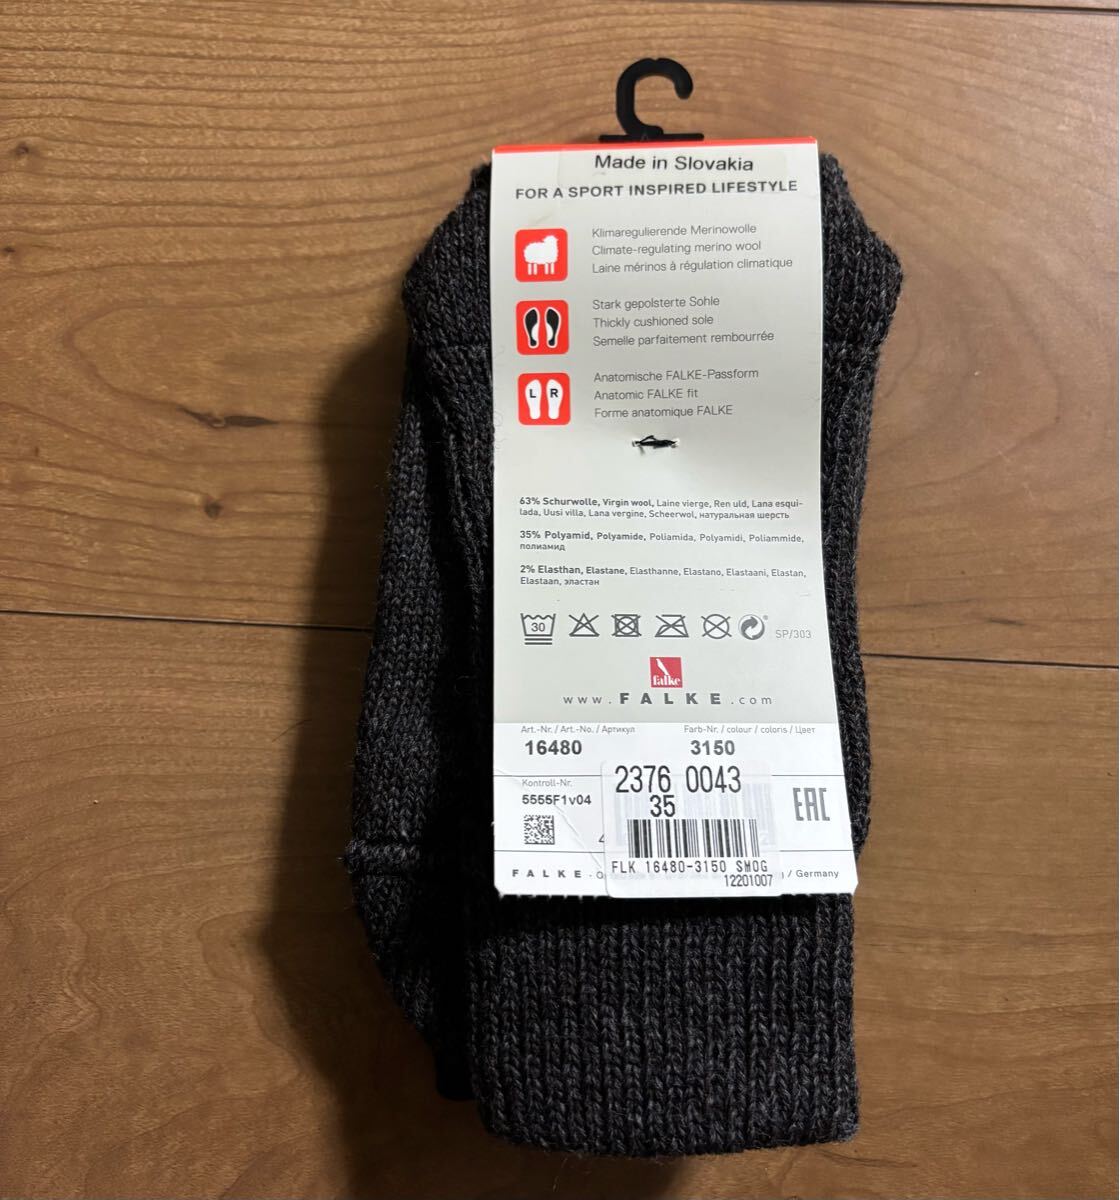 Made in Slovakia
FOR A SPORT INSPIRED LIFESTYLE
Klimaregulierende Merinowolle
Climate-regulating merino wool
Laine mérinos à régulation climatique
Stark gepolsterte Sohle
Thickly cushioned sole
Semelle parfaitement rembourrée
L R
Anatomische FALKE-Passform
Anatomic FALKE fit
Forme anatomique FALKE
63% Schurwolle, Virgin wool, Laine vierge, Ren uld, Lana esqui-
lada, Uusi villa, Lana vergine, Scheerwol, натуральная шерсть
35% Polyamid, Polyamide, Poliamida, Polyamidi, Poliammide,
полиамид
2% Elasthan, Elastane, Elasthanne, Elastano, Elastaani, Elastan,
Elastaan, эластан
30
SP/303
falke
www.FALKE.com
Art.-Nr. / Art.-No. / Артикул
Farb-Nr. / colour / coloris / Цвет
16480
3150
Kontroll-Nr.
5555F1v04
2376 0043
35
EAC
FLK 16480-3150 SMOG
12201007
FALKE
/ Germany